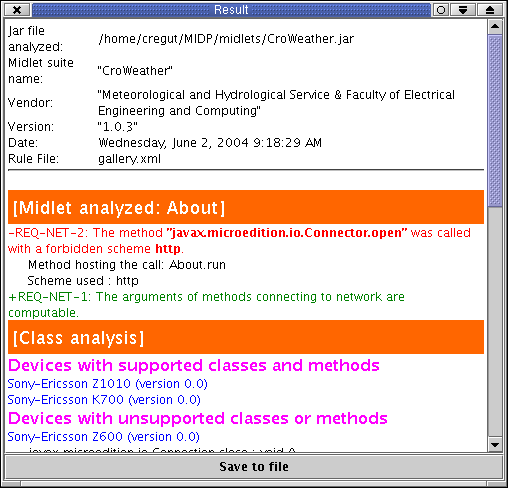 Result
Jar file
analyzed:
/home/cregut/MIDP/midlets/CroWeather.jar
Midlet suite
name:
"CroWeather"
Vendor:
"Meteorological and Hydrological Service & Faculty of Electrical
Engineering and Computing"
Version: "1.0.3"
Date: Wednesday, June 2, 2004 9:18:29 AM
Rule File: gallery.xml
[Midlet analyzed: About]
-REQ-NET-2: The method "javax.microedition.io.Connector.open" was called
with a forbidden scheme http.
Method hosting the call: About.run
Scheme used : http
+REQ-NET-1: The arguments of methods connecting to network are
computable.
[Class analysis]
Devices with supported classes and methods
Sony-Ericsson Z1010 (version 0.0)
Sony-Ericsson K700 (version 0.0)
Devices with unsupported classes or methods
Sony-Ericsson Z600 (version 0.0)
javax.microedition.io.Connection.close : void ^
Save to file